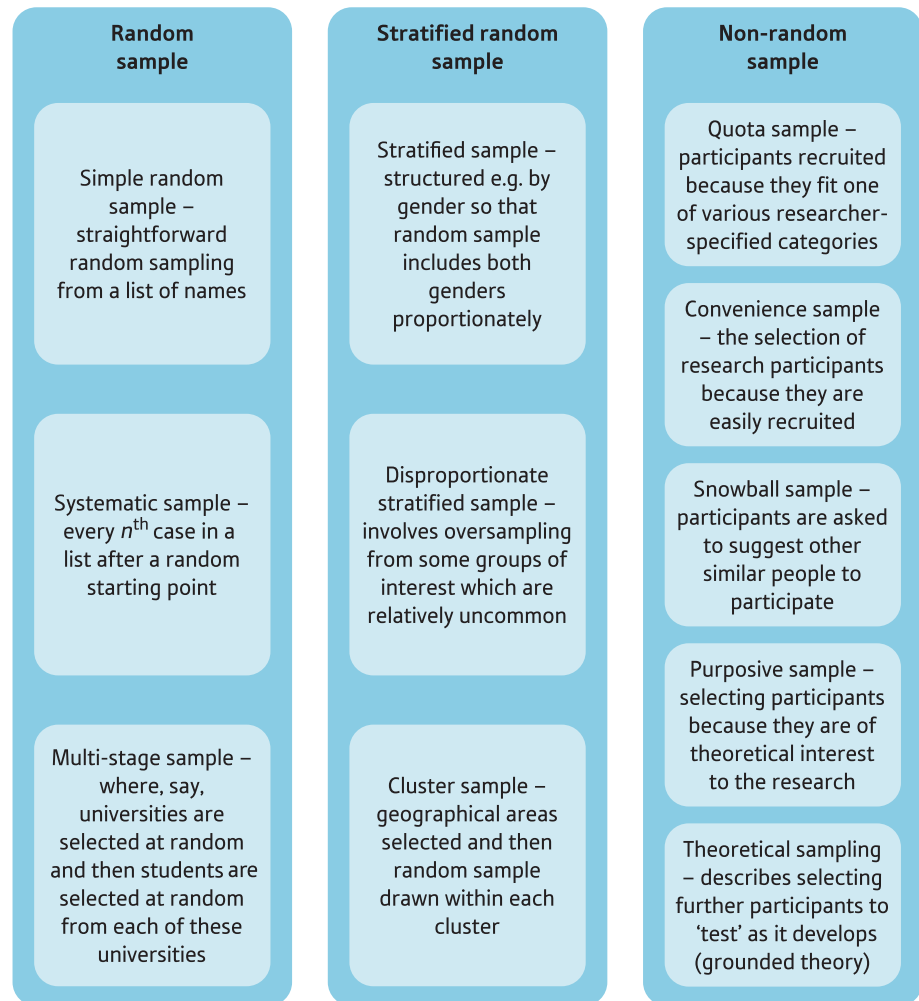 Random
sample
Simple random
sample –
straightforward
random sampling
from a list of names
Systematic sample –
every nth case in a
list after a random
starting point
Multi-stage sample –
where, say,
universities are
selected at random
and then students are
selected at random
from each of these
universities
Stratified random
sample
Stratified sample –
structured e.g. by
gender so that
random sample
includes both
genders
proportionately
Disproportionate
stratified sample –
involves oversampling
from some groups of
interest which are
relatively uncommon
Cluster sample –
geographical areas
selected and then
random sample
drawn within each
cluster
Non-random
sample
Quota sample –
participants recruited
because they fit one
of various researcher-
specified categories
Convenience sample
– the selection of
research participants
because they are
easily recruited
Snowball sample –
participants are asked
to suggest other
similar people to
participate
Purposive sample –
selecting participants
because they are of
theoretical interest
to the research
Theoretical sampling
– describes selecting
further participants to
‘test’ as it develops
(grounded theory)